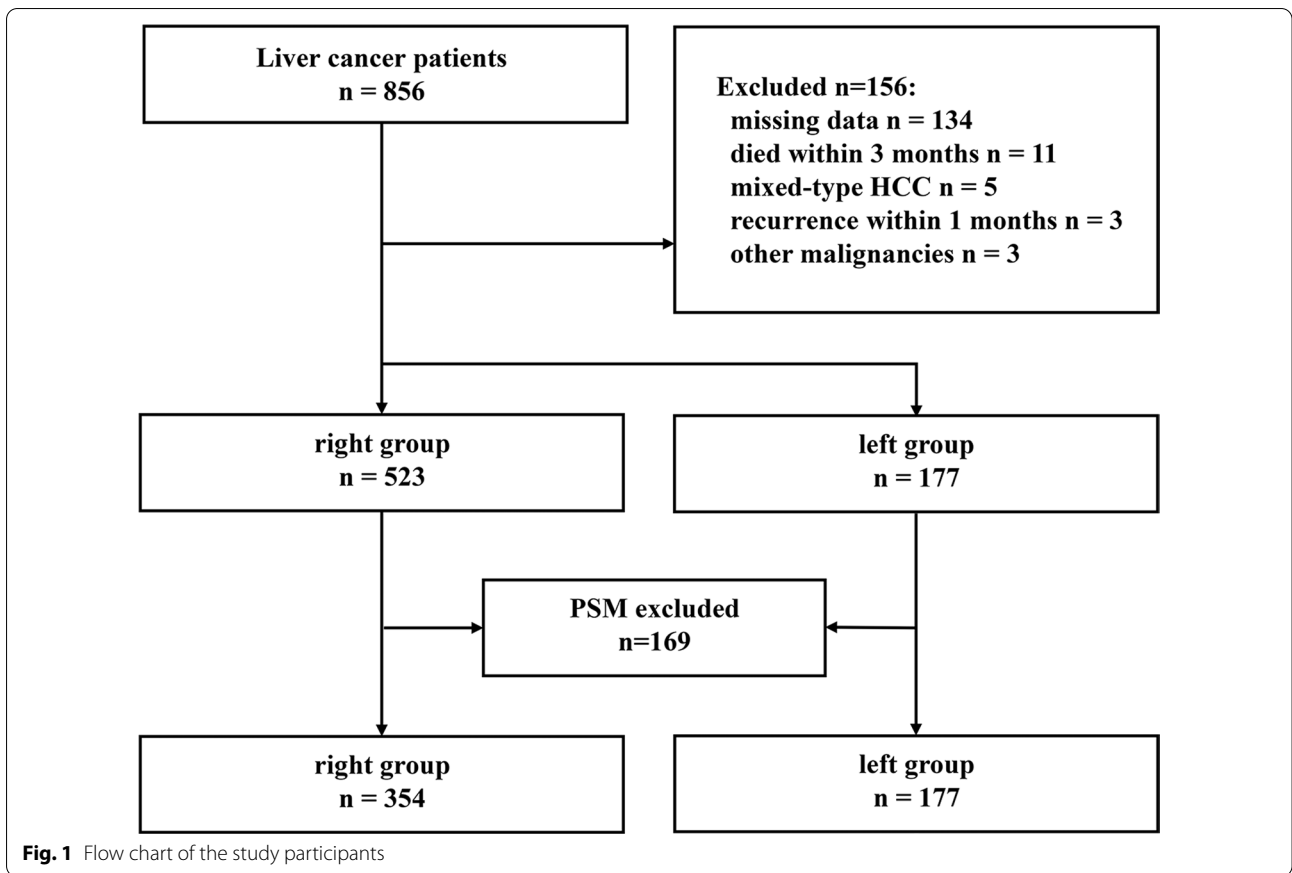 Liver cancer patients
n = 856
Excluded n=156:
missing data n = 134
died within 3 months n = 11
mixed-type HCC n = 5
recurrence within 1 months n = 3
other malignancies n = 3
right group
n = 523
left group
n = 177
PSM excluded
n=169
right group
n = 354
left group
n = 177
Fig. 1 Flow chart of the study participants